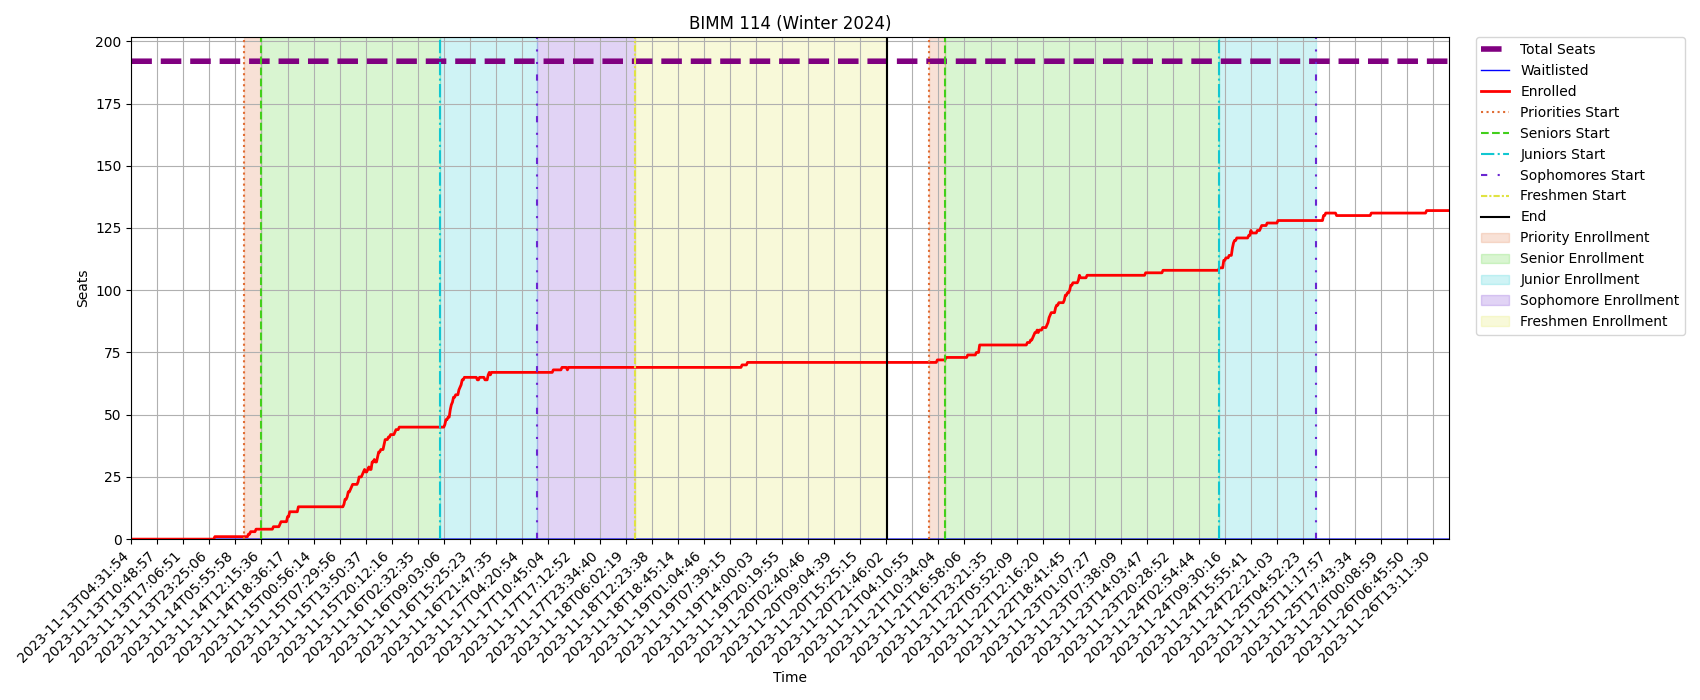 BIMM 114 (Winter 2024)
200
175
150
125
100
75
50
25
0
Seats
2023-11-13T04:31:54
2023-11-13T10:48:57
2023-11-13T17:06:51
2023-11-13T23:25:06
2023-11-14T05:55:58
2023-11-14T12:15:36
2023-11-14T18:36:17
2023-11-15T00:56:14
2023-11-15T07:29:56
2023-11-15T13:50:37
2023-11-15T20:12:16
2023-11-16T02:32:35
2023-11-16T09:03:06
2023-11-16T15:25:23
2023-11-16T21:47:35
2023-11-17T04:20:54
2023-11-17T10:45:04
2023-11-17T17:12:52
2023-11-17T23:34:40
2023-11-18T06:02:19
2023-11-18T12:23:38
2023-11-18T18:45:14
2023-11-19T01:04:46
2023-11-19T07:39:15
2023-11-19T14:00:03
2023-11-19T20:19:55
2023-11-20T02:40:46
2023-11-20T09:04:39
2023-11-20T15:25:15
2023-11-20T21:46:02
2023-11-21T04:10:55
2023-11-21T10:34:04
2023-11-21T16:58:06
2023-11-21T23:21:35
2023-11-22T05:52:09
2023-11-22T12:16:20
2023-11-22T18:41:45
2023-11-23T01:07:27
2023-11-23T07:38:09
2023-11-23T14:03:47
2023-11-23T20:28:52
2023-11-24T02:54:44
2023-11-24T09:30:16
2023-11-24T15:55:41
2023-11-24T22:21:03
2023-11-25T04:52:23
2023-11-25T11:17:57
2023-11-25T17:43:34
2023-11-26T00:08:59
2023-11-26T06:45:50
2023-11-26T13:11:30
Time
Total Seats
Waitlisted
Enrolled
Priorities Start
Seniors Start
Juniors Start
Sophomores Start
Freshmen Start
End
Priority Enrollment
Senior Enrollment
Junior Enrollment
Sophomore Enrollment
Freshmen Enrollment